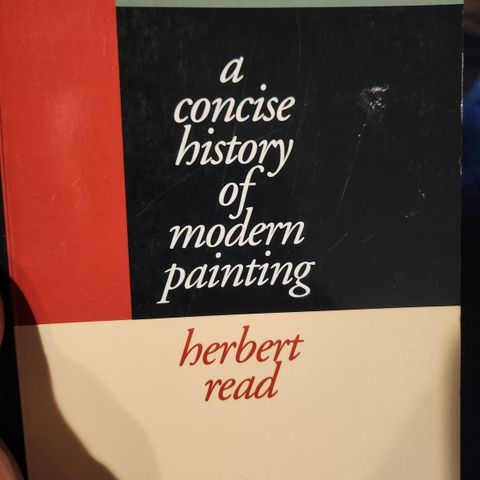 a
concise
history
of
modern
painting
herbert
read